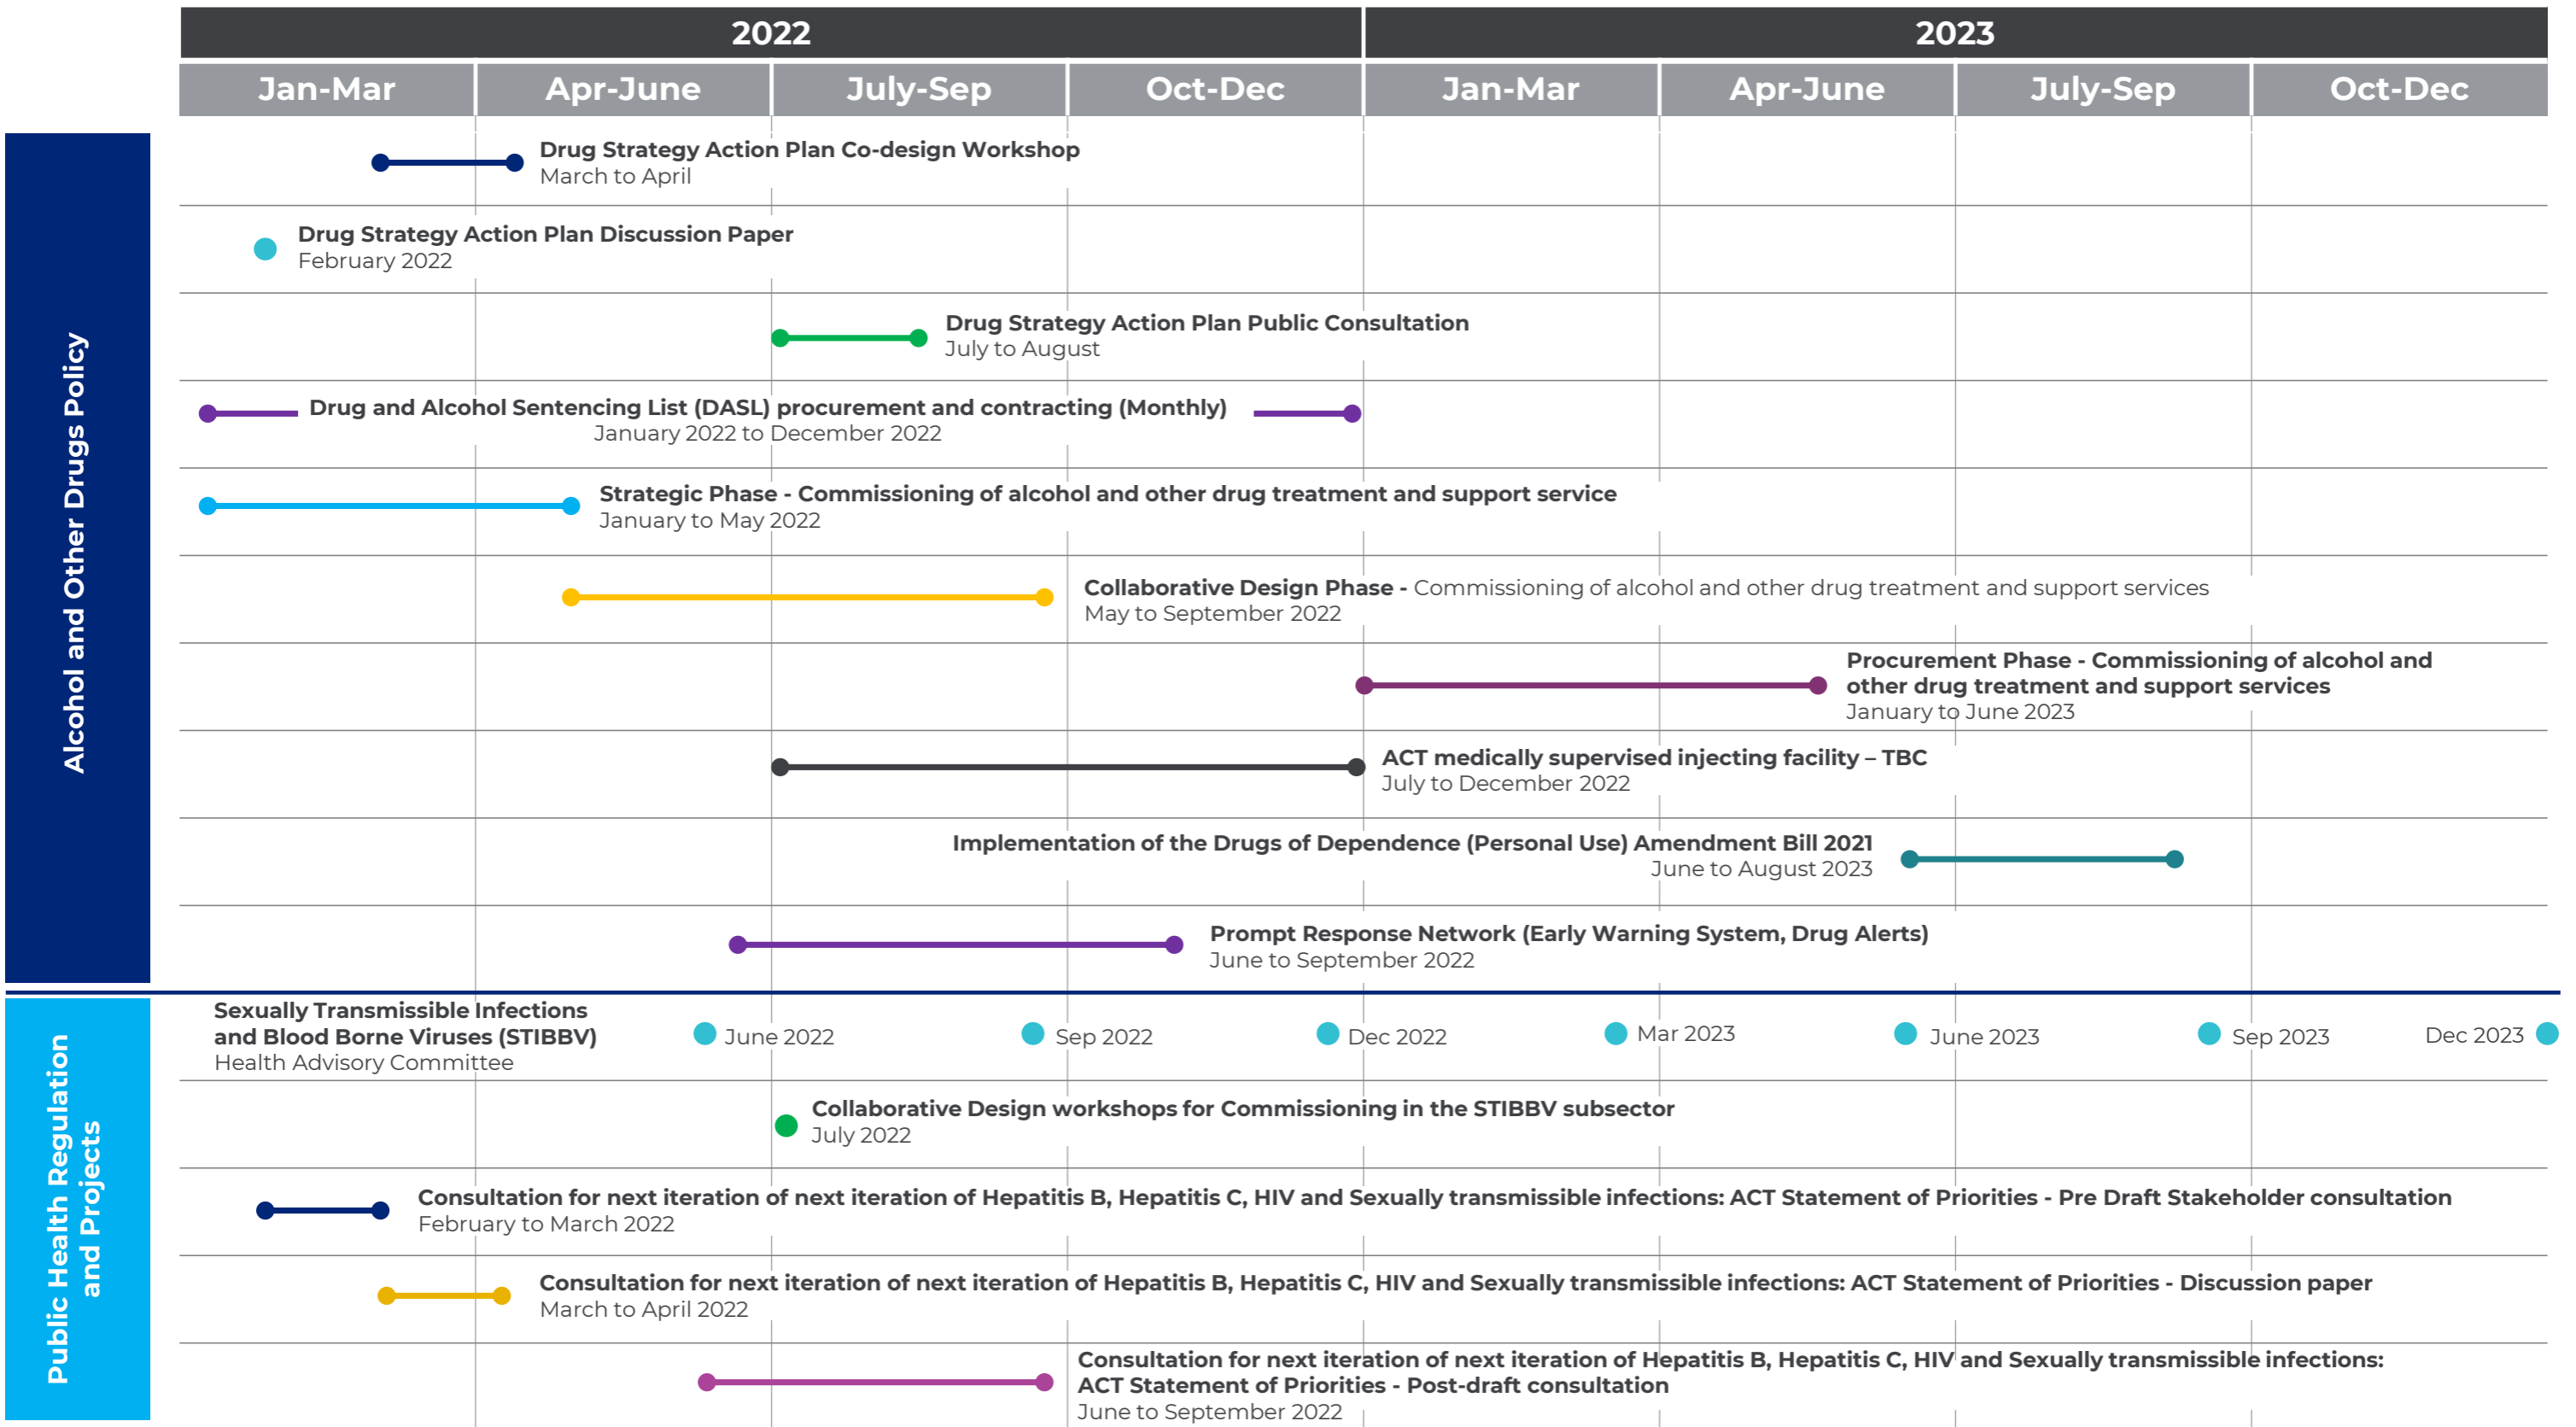 2022
2023
Jan-Mar
Apr-June
July-Sep
Oct-Dec
Jan-Mar
Apr-June
July-Sep
Oct-Dec
Alcohol and Other Drugs Policy
Drug Strategy Action Plan Co-design Workshop
March to April
Drug Strategy Action Plan Discussion Paper
February 2022
Drug Strategy Action Plan Public Consultation
July to August
Drug and Alcohol Sentencing List (DASL) procurement and contracting (Monthly)
January 2022 to December 2022
Strategic Phase - Commissioning of alcohol and other drug treatment and support service
January to May 2022
Collaborative Design Phase - Commissioning of alcohol and other drug treatment and support services
May to September 2022
Procurement Phase - Commissioning of alcohol and
other drug treatment and support services
January to June 2023
ACT medically supervised injecting facility – TBC
July to December 2022
Implementation of the Drugs of Dependence (Personal Use) Amendment Bill 2021
June to August 2023
Prompt Response Network (Early Warning System, Drug Alerts)
June to September 2022
Public Health Regulation
and Projects
Sexually Transmissible Infections
and Blood Borne Viruses (STIBBV)
Health Advisory Committee
June 2022
Sep 2022
Dec 2022
Mar 2023
June 2023
Sep 2023
Dec 2023
Collaborative Design workshops for Commissioning in the STIBBV subsector
July 2022
Consultation for next iteration of next iteration of Hepatitis B, Hepatitis C, HIV and Sexually transmissible infections: ACT Statement of Priorities - Pre Draft Stakeholder consultation
February to March 2022
Consultation for next iteration of next iteration of Hepatitis B, Hepatitis C, HIV and Sexually transmissible infections: ACT Statement of Priorities - Discussion paper
March to April 2022
Consultation for next iteration of next iteration of Hepatitis B, Hepatitis C, HIV and Sexually transmissible infections:
ACT Statement of Priorities - Post-draft consultation
June to September 2022